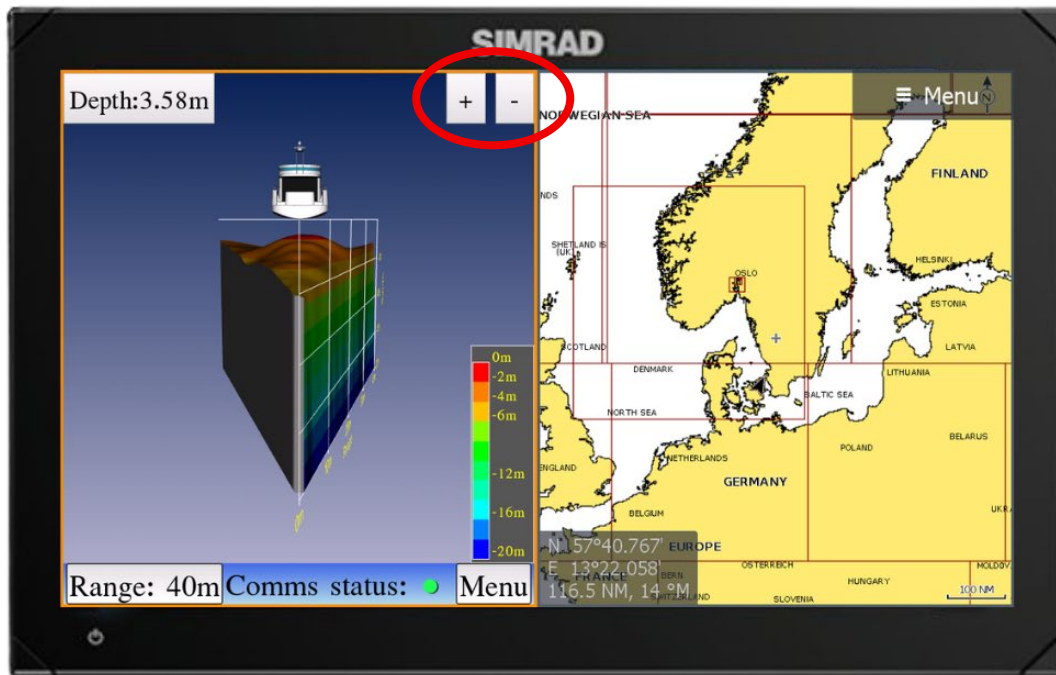 SIMRAD
Depth:3.58m
+
-
0m
-2m
-4m
-6m
-12m
-16m
-20m
Range: 40m
Comms status:
Menu
≡ Menu
N
NORWEGIAN SEA
FINLAND
SHETLAND IS
(UK)
OSLO
HELSINKI
ESTONIA
SCOTLAND
LATVIA
DENMARK
LITHUANIA
BALTIC SEA
NORTH SEA
BELARUS
POLAND
ENGLAND
NETHERLANDS
GERMANY
BELGIUM
N 57°40.767'
EUROPE
E 13°22.058'
OSTERREICH
FRANCE
BERN
HUNGARY
116.5 NM, 14 °M
SLOVENIA
100 NM